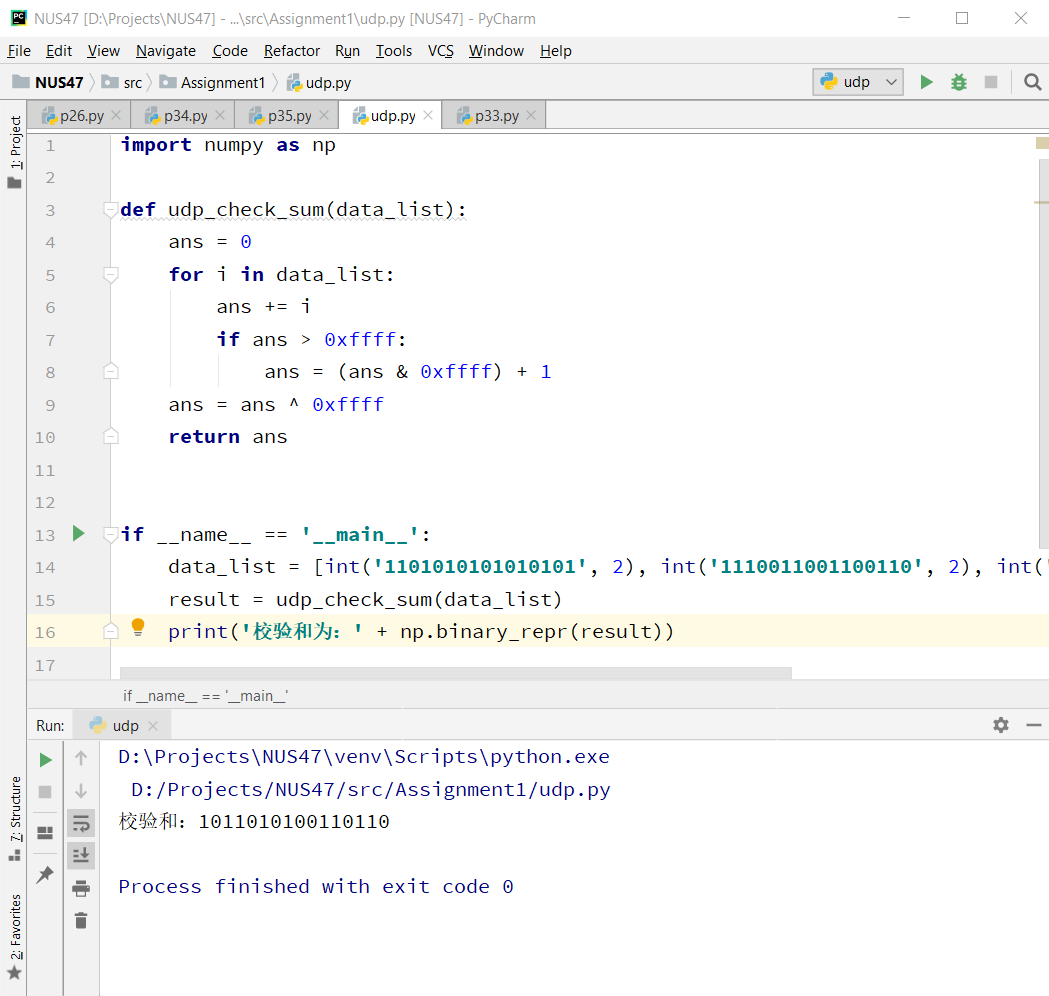 NUS47 [D:\Projects\NUS47] - ...\src\Assignment1\udp.py [NUS47] - PyCharm
File Edit View Navigate Code Refactor Run Tools VCS Window Help
NUS47 src Assignment1 udp.py udp
p26.py p34.py p35.py udp.py p33.py
1: Project
1 import numpy as np
2
3 def udp_check_sum(data_list):
4 ans = 0
5 for i in data_list:
6 ans += i
7 if ans > 0xffff:
8 ans = (ans & 0xffff) + 1
9 ans = ans ^ 0xffff
10 return ans
11
12
13 if __name__ == '__main__':
14 data_list = [int('1101010101010101', 2), int('1110011001100110', 2), int('
15 result = udp_check_sum(data_list)
16 print('校验和为：' + np.binary_repr(result))
17
if __name__ == '__main__'
Run: udp
D:\Projects\NUS47\venv\Scripts\python.exe
D:/Projects/NUS47/src/Assignment1/udp.py
校验和：1011010100110110
Process finished with exit code 0
7: Structure
2: Favorites